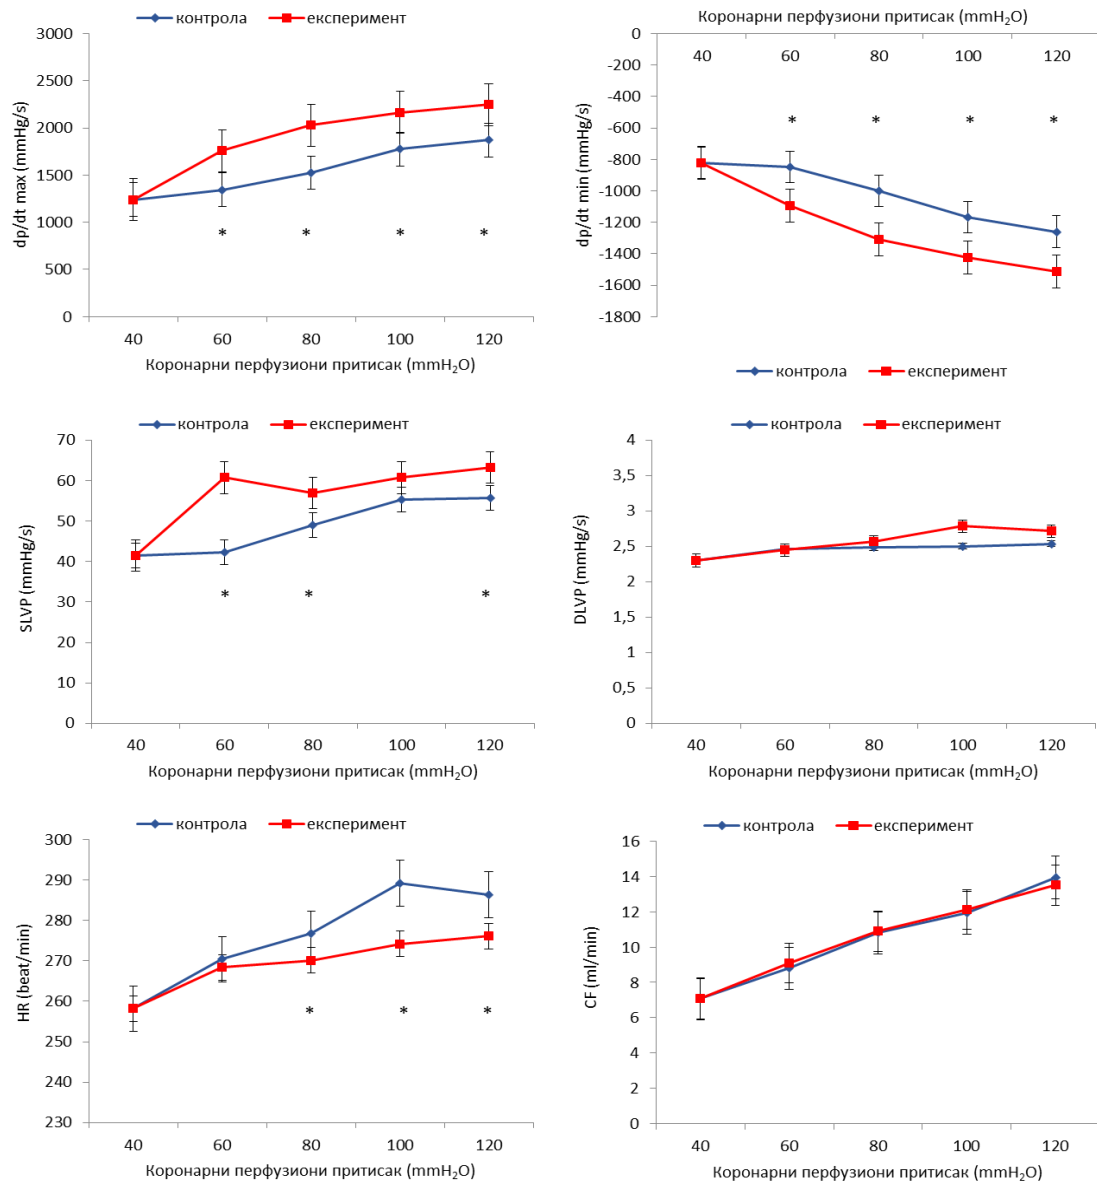 контрола експеримент
3000
2500
2000
1500
1000
500
0
dp/dt max (mmHg/s)
* * * *
40 60 80 100 120
Коронарни перфузиони притисак (mmH₂O)
Коронарни перфузиони притисак (mmH₂O)
0
-200
-400
-600
-800
-1000
-1200
-1400
-1600
-1800
dp/dt min (mmHg/s)
40 60 80 100 120
* * * *
контрола експеримент
контрола експеримент
70
60
50
40
30
20
10
0
SLVP (mmHg/s)
* * *
40 60 80 100 120
Коронарни перфузиони притисак (mmH₂O)
контрола експеримент
4
3,5
3
2,5
2
1,5
1
0,5
0
DLVP (mmHg/s)
40 60 80 100 120
Коронарни перфузиони притисак (mmH₂O)
контрола експеримент
300
290
280
270
260
250
240
230
HR (beat/min)
* * *
40 60 80 100 120
Коронарни перфузиони притисак (mmH₂O)
контрола експеримент
16
14
12
10
8
6
4
2
0
CF (ml/min)
40 60 80 100 120
Коронарни перфузиони притисак (mmH₂O)